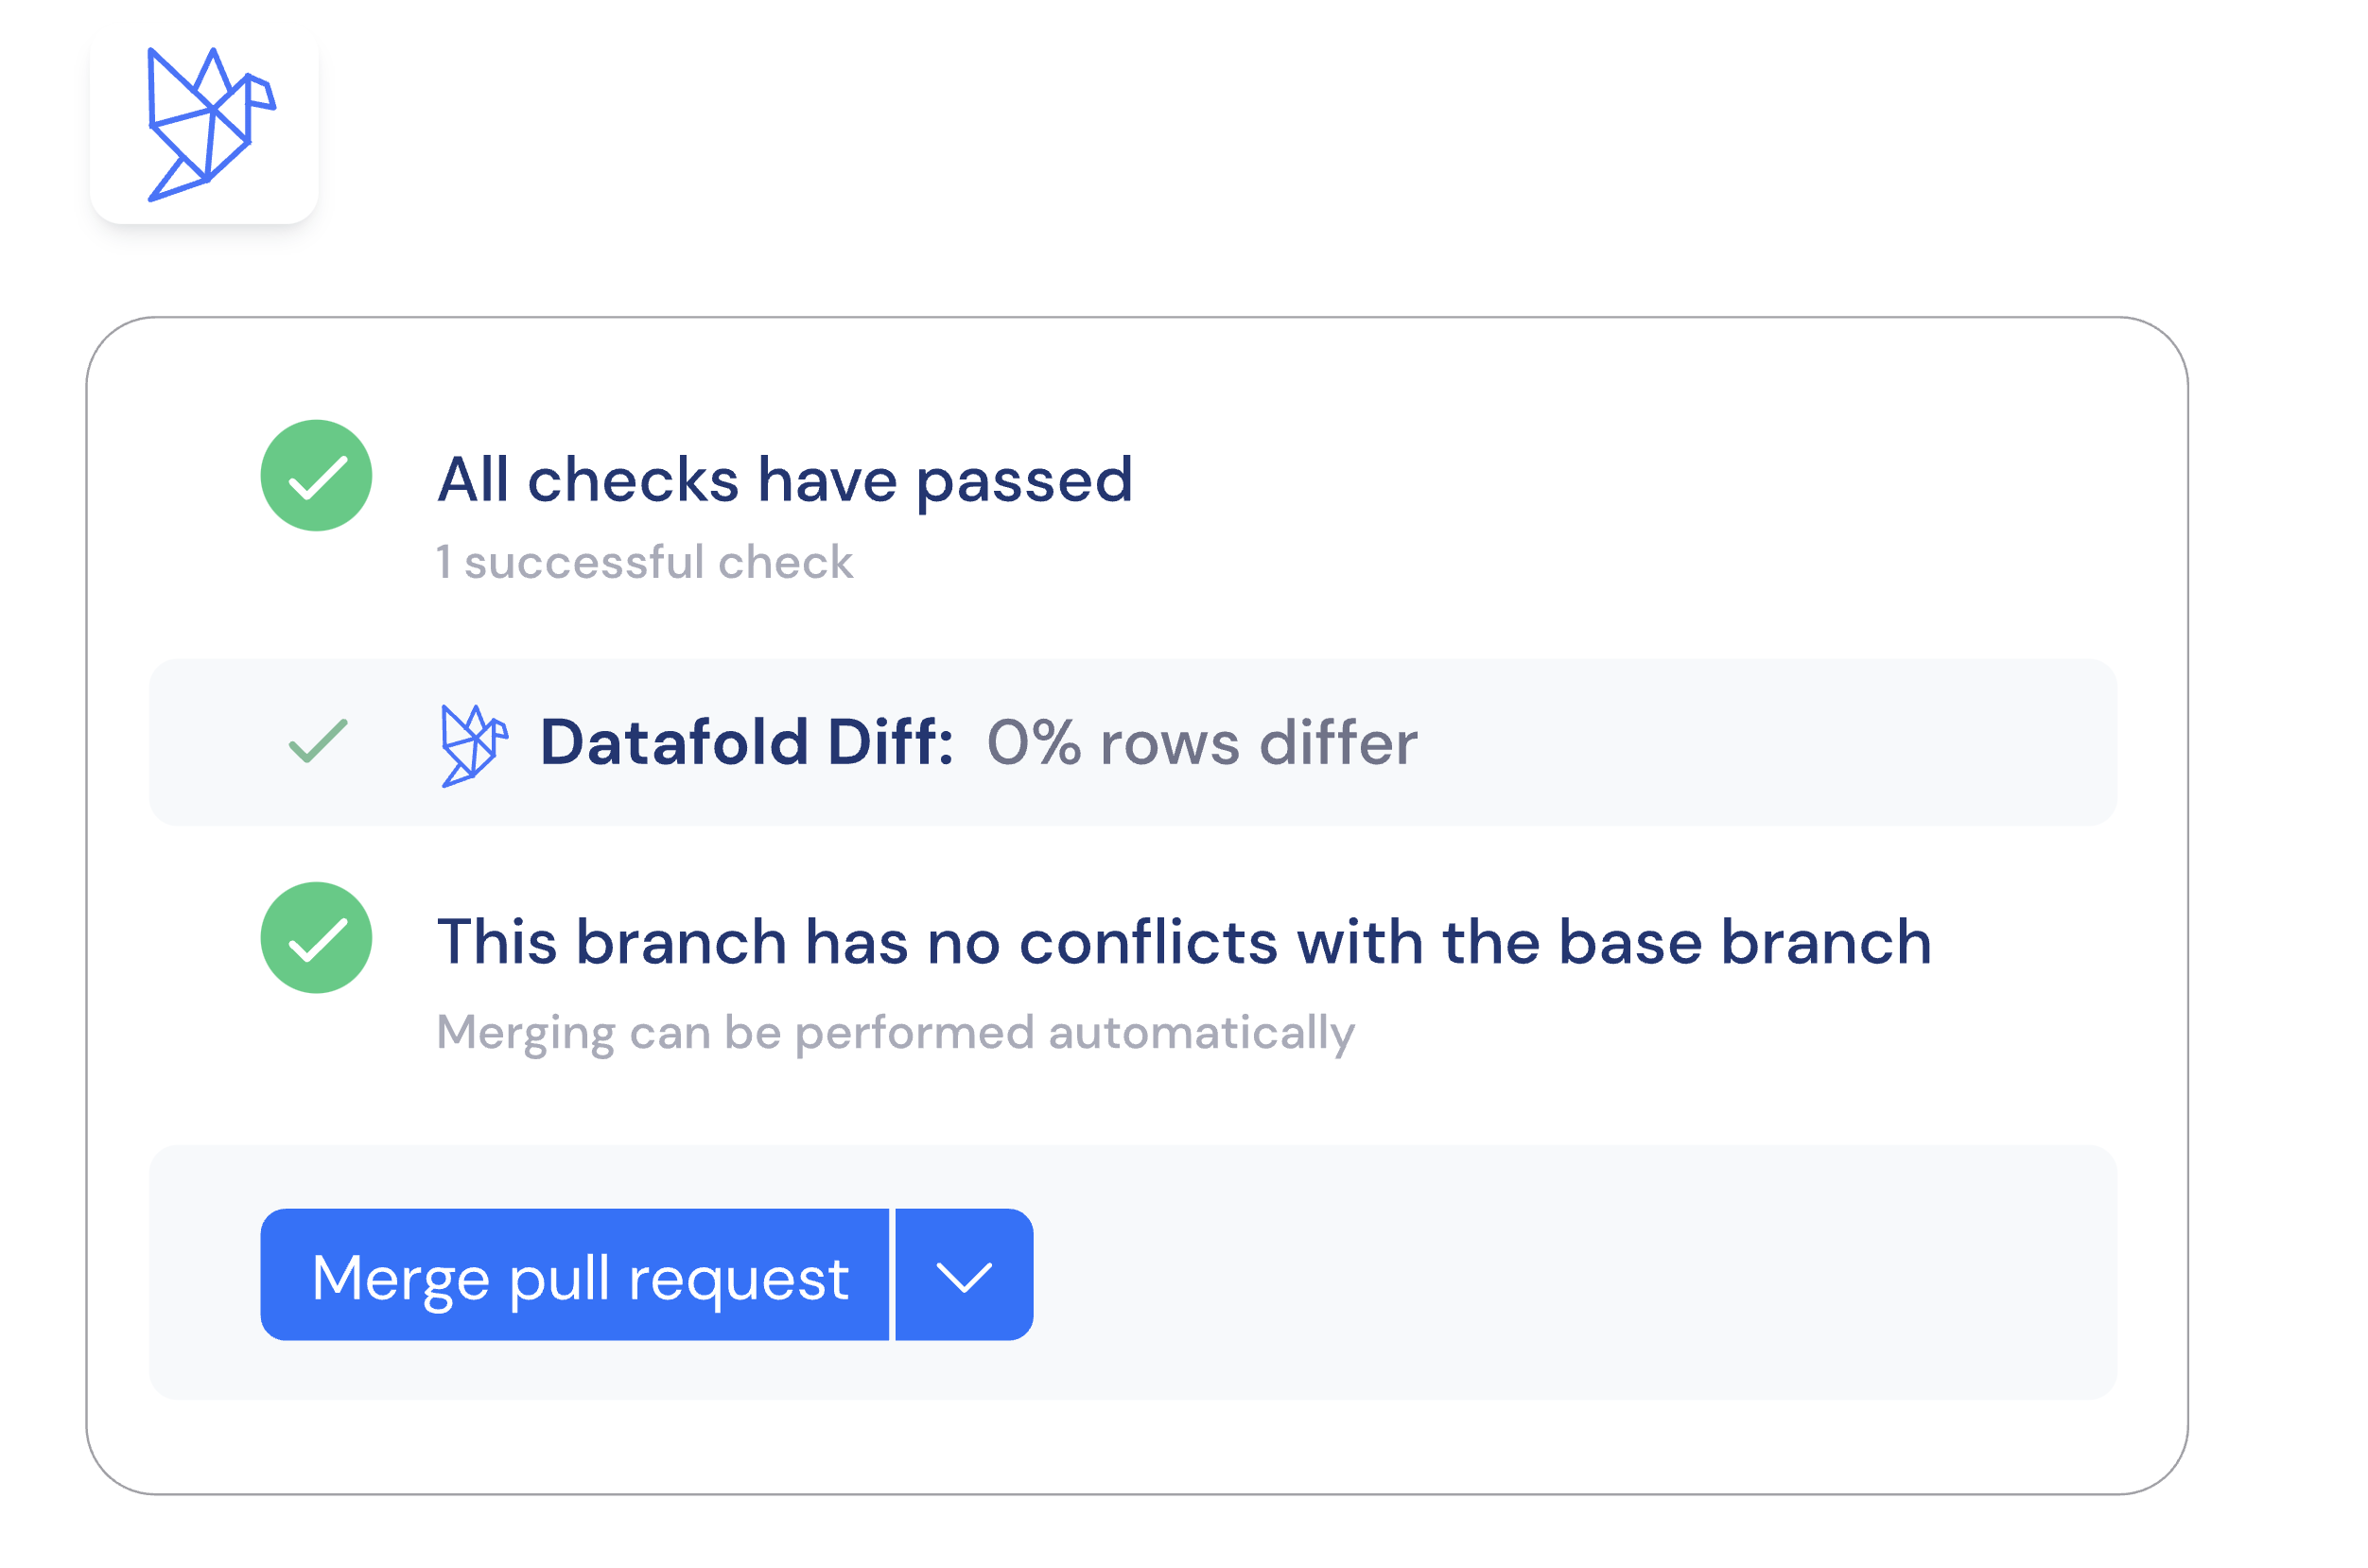 All checks have passed
1 successful check
Datafold Diff: 0% rows differ
This branch has no conflicts with the base branch
Merging can be performed automatically
Merge pull request